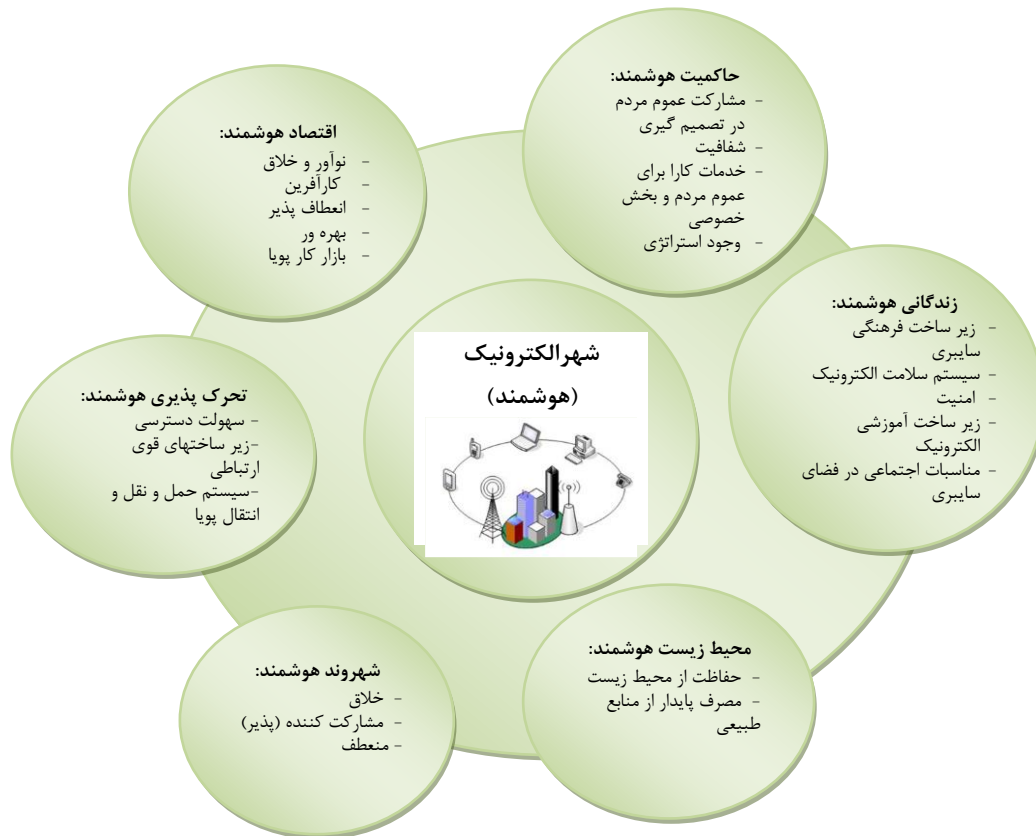 حاکمیت هوشمند:
- مشارکت عموم مردم
در تصمیم گیری
- شفافیت
- خدمات کارا برای
عموم مردم و بخش
خصوصی
- وجود استراتژی
اقتصاد هوشمند:
- نوآور و خلاق
- کارآفرین
- انعطاف پذیر
- بهره ور
- بازار کار پویا
زندگانی هوشمند:
- زیر ساخت فرهنگی
سایبری
- سیستم سلامت الکترونیک
- امنیت
- زیر ساخت آموزشی
الکترونیک
- مناسبات اجتماعی در فضای
سایبری
شهرالکترونیک
(هوشمند)
تحرک پذیری هوشمند:
- سهولت دسترسی
-زیر ساختهای قوی
ارتباطی
-سیستم حمل و نقل و
انتقال پویا
محیط زیست هوشمند:
- حفاظت از محیط زیست
- مصرف پایدار از منابع
طبیعی
شهروند هوشمند:
- خلاق
- مشارکت کننده (پذیر)
- منعطف